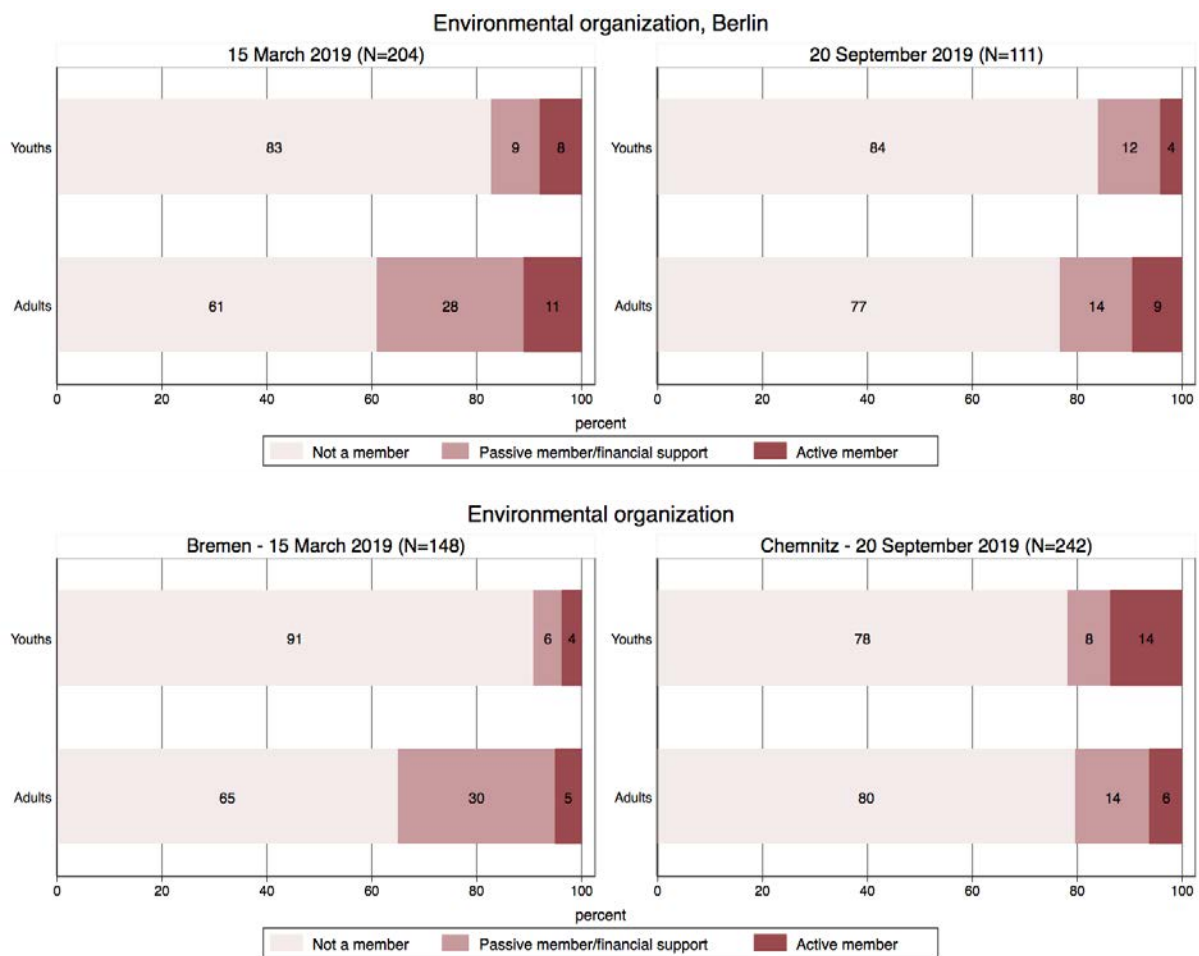 Environmental organization, Berlin
15 March 2019 (N=204)
20 September 2019 (N=111)
Youths
83
9
8
Youths
84
12
4
Adults
61
28
11
Adults
77
14
9
0 20 40 60 80 100
0 20 40 60 80 100
percent
Not a member
Passive member/financial support
Active member
Environmental organization
Bremen - 15 March 2019 (N=148)
Chemnitz - 20 September 2019 (N=242)
Youths
91
6
4
Youths
78
8
14
Adults
65
30
5
Adults
80
14
6
0 20 40 60 80 100
0 20 40 60 80 100
percent
Not a member
Passive member/financial support
Active member